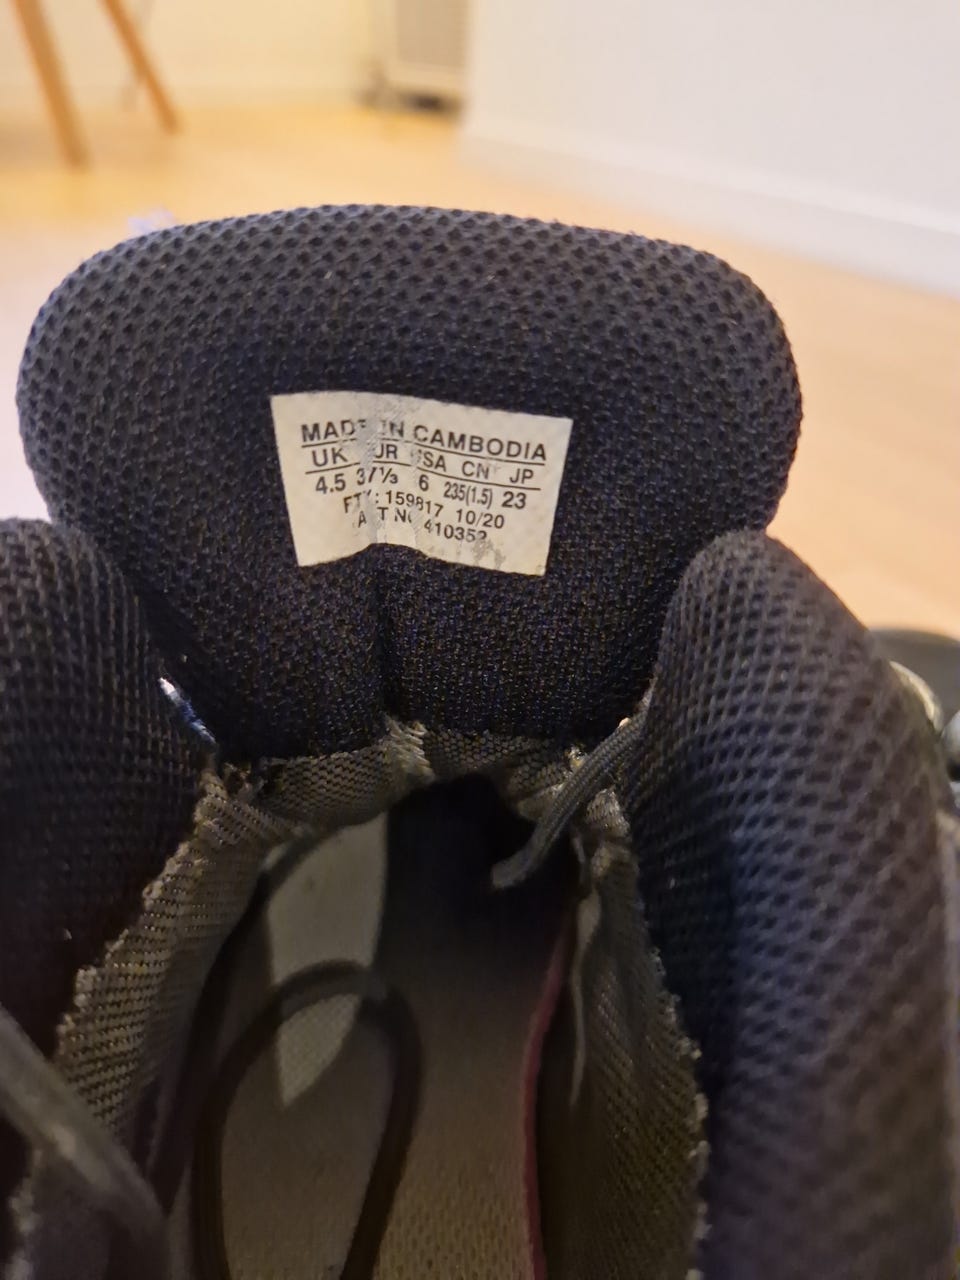 MADE IN CAMBODIA
UK EUR USA CN JP
4.5 37⅓ 6 235(1.5) 23
FTY: 159817 10/20
ART NO 410352